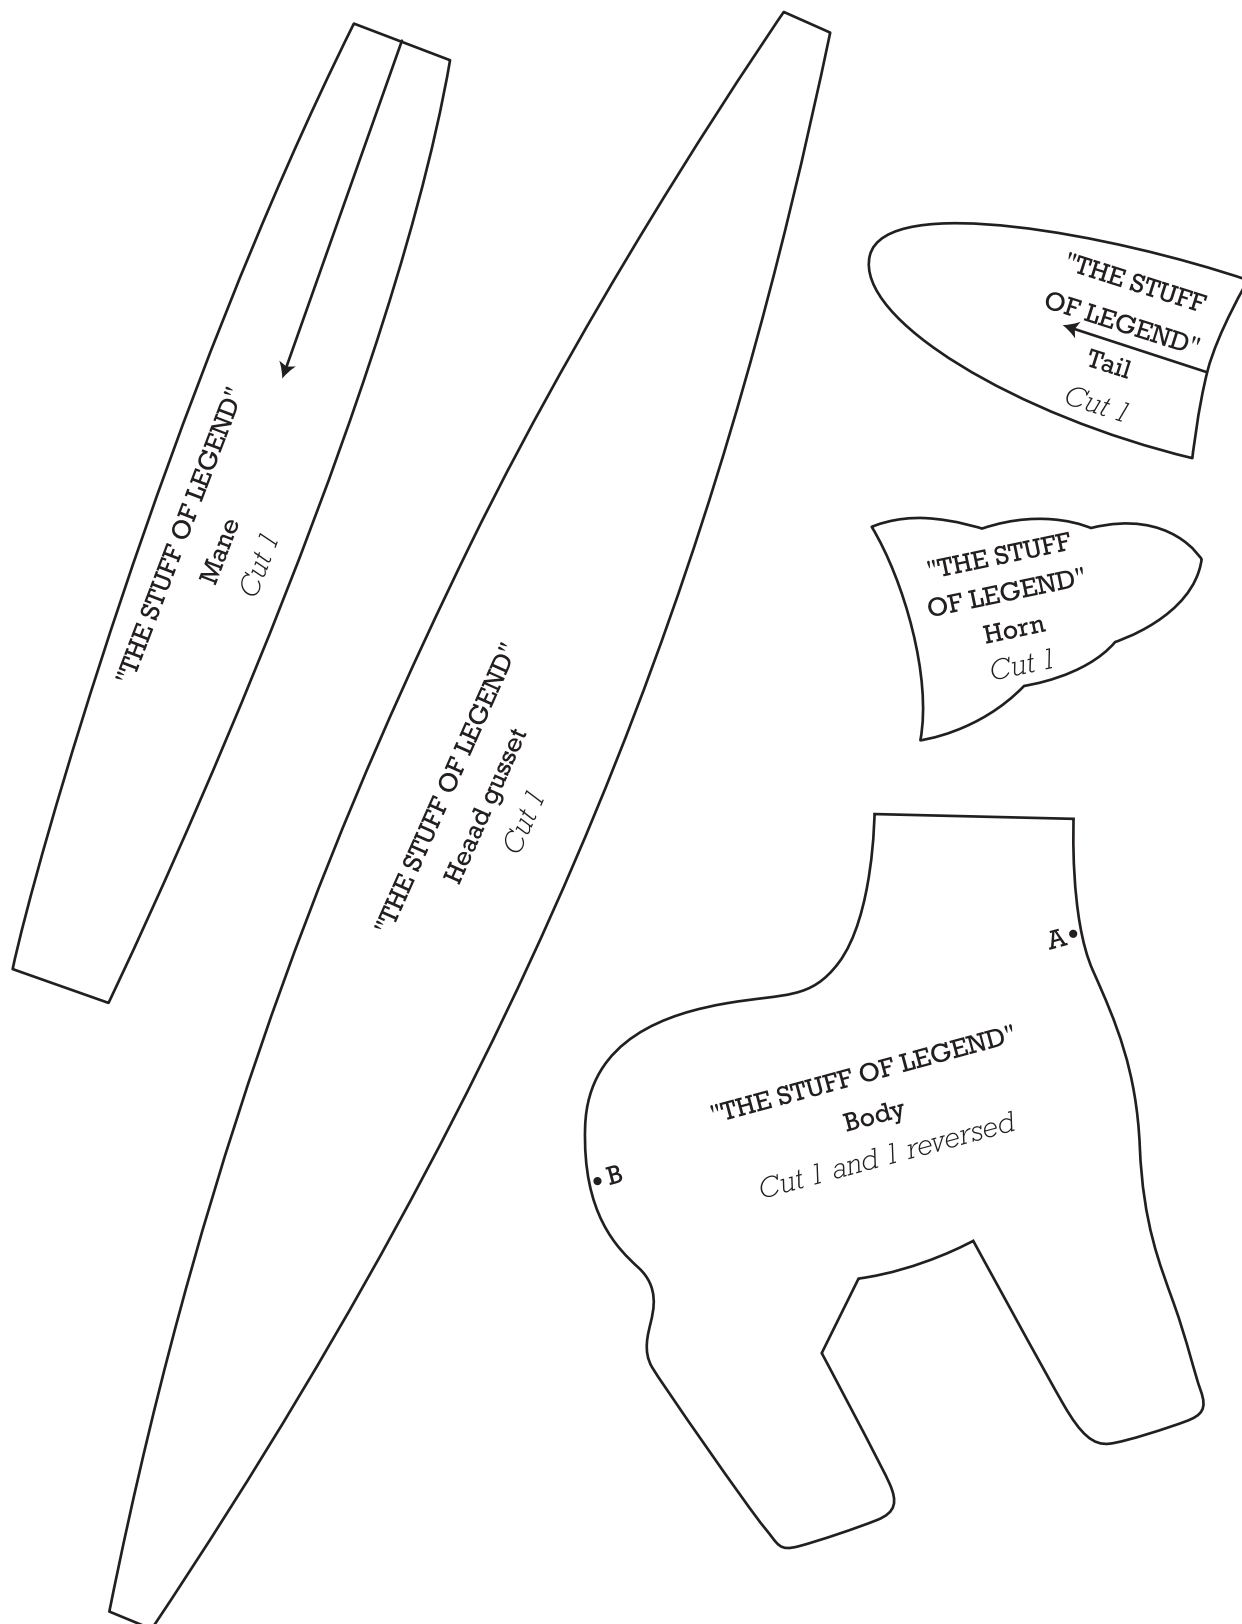 "THE STUFF OF LEGEND"
Mane
Cut 1
"THE STUFF OF LEGEND"
Heaad gusset
Cut 1
"THE STUFF
OF LEGEND"
Tail
Cut 1
"THE STUFF
OF LEGEND"
Horn
Cut 1
A
"THE STUFF OF LEGEND"
Body
Cut 1 and 1 reversed
B